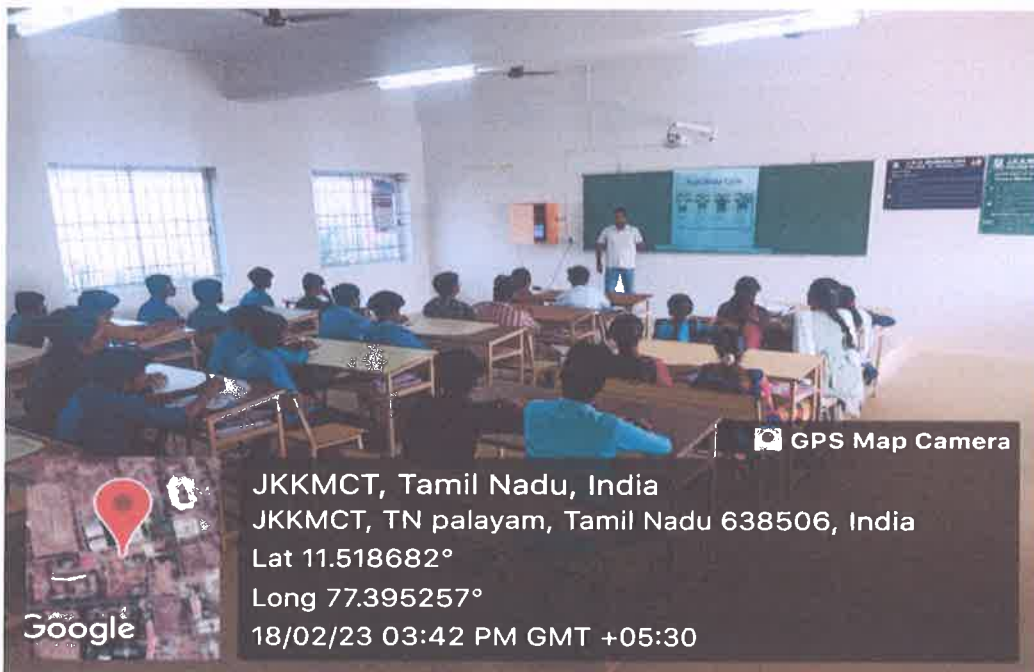 GPS Map Camera
JKKMCT, Tamil Nadu, India
JKKMCT, TN palayam, Tamil Nadu 638506, India
Lat 11.518682°
Long 77.395257°
18/02/23 03:42 PM GMT +05:30
Google